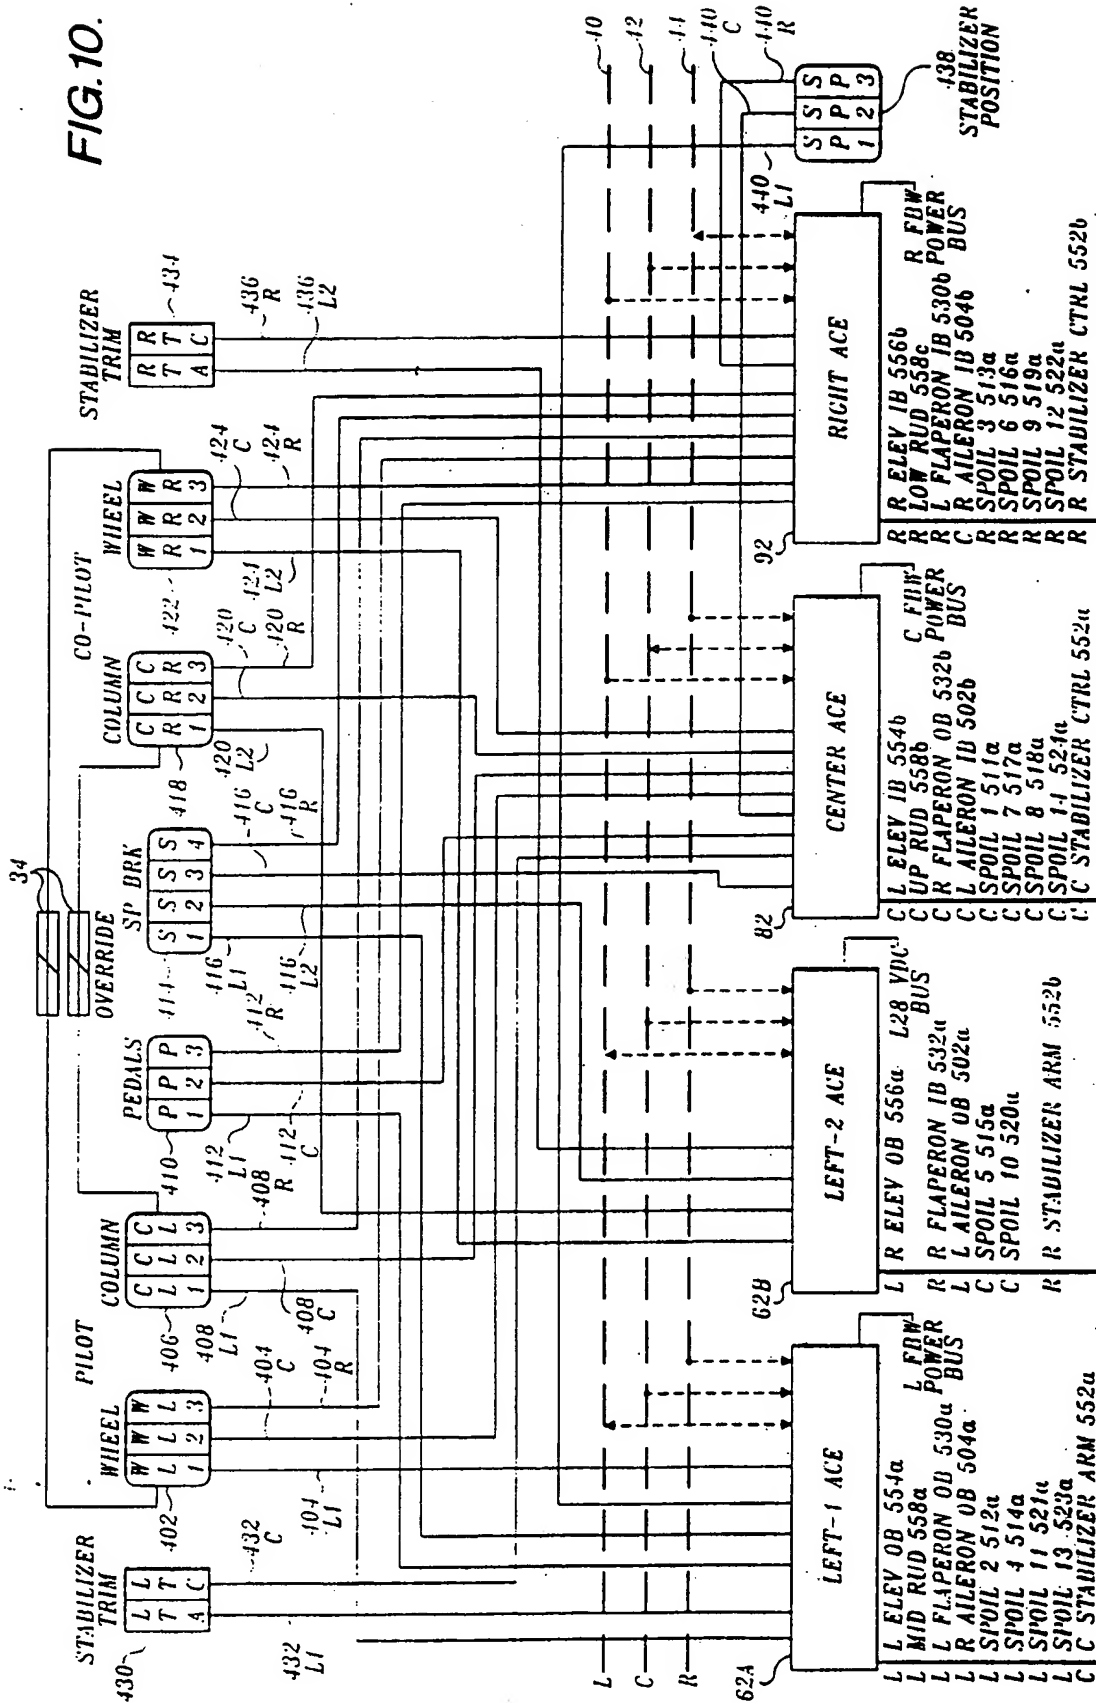 FIG.10.
34
OVERRIDE
STABILIZER
TRIM
PILOT
CO-PILOT
STABILIZER
TRIM
WHEEL
COLUMN
PEDALS
SP BRK
COLUMN
WHEEL
L L
T T
A C
W W W
L L L
1 2 3
C C C
L L L
1 2 3
P P P
1 2 3
S S S S
1 2 3 4
C C C
R R R
1 2 3
W W W
R R R
1 2 3
R R
T T
A C
430
402
406
410
414
418
422
434
432
L1
432
C
404
L1
404
C
404
R
408
L1
408
C
408
R
412
L1
412
C
412
R
416
L1
416
L2
416
C
416
R
420
L2
420
C
420
R
424
L2
424
C
424
R
436
R
436
L2
L
C
R
40
42
44
440
C
440
R
440
L1
S S S
P P P
1 2 3
438
STABILIZER
POSITION
62A
LEFT-1 ACE
L FBW
POWER
BUS
L L ELEV OB 554a
L MID RUD 558a
L L FLAPERON OB 530a
L R AILERON OB 504a
L SPOIL 2 512a
L SPOIL 4 514a
L SPOIL 11 521a
L SPOIL 13 523a
C C STABILIZER ARM 552a
62B
LEFT-2 ACE
L28 VDC
BUS
L R ELEV OB 556a
R R FLAPERON IB 532a
L L AILERON OB 502a
C SPOIL 5 515a
C SPOIL 10 520a
R R STABILIZER ARM 552b
82
CENTER ACE
C FBW
POWER
BUS
C L ELEV IB 554b
C UP RUD 558b
C R FLAPERON OB 532b
C L AILERON IB 502b
C SPOIL 1 511a
C SPOIL 7 517a
C SPOIL 8 518a
C SPOIL 14 524a
C C STABILIZER CTRL 552a
92
RIGHT ACE
R FBW
POWER
BUS
R R ELEV IB 556b
R LOW RUD 558c
R L FLAPERON IB 530b
C R AILERON IB 504b
R SPOIL 3 513a
R SPOIL 6 516a
R SPOIL 9 519a
R SPOIL 12 522a
R R STABILIZER CTRL 552b